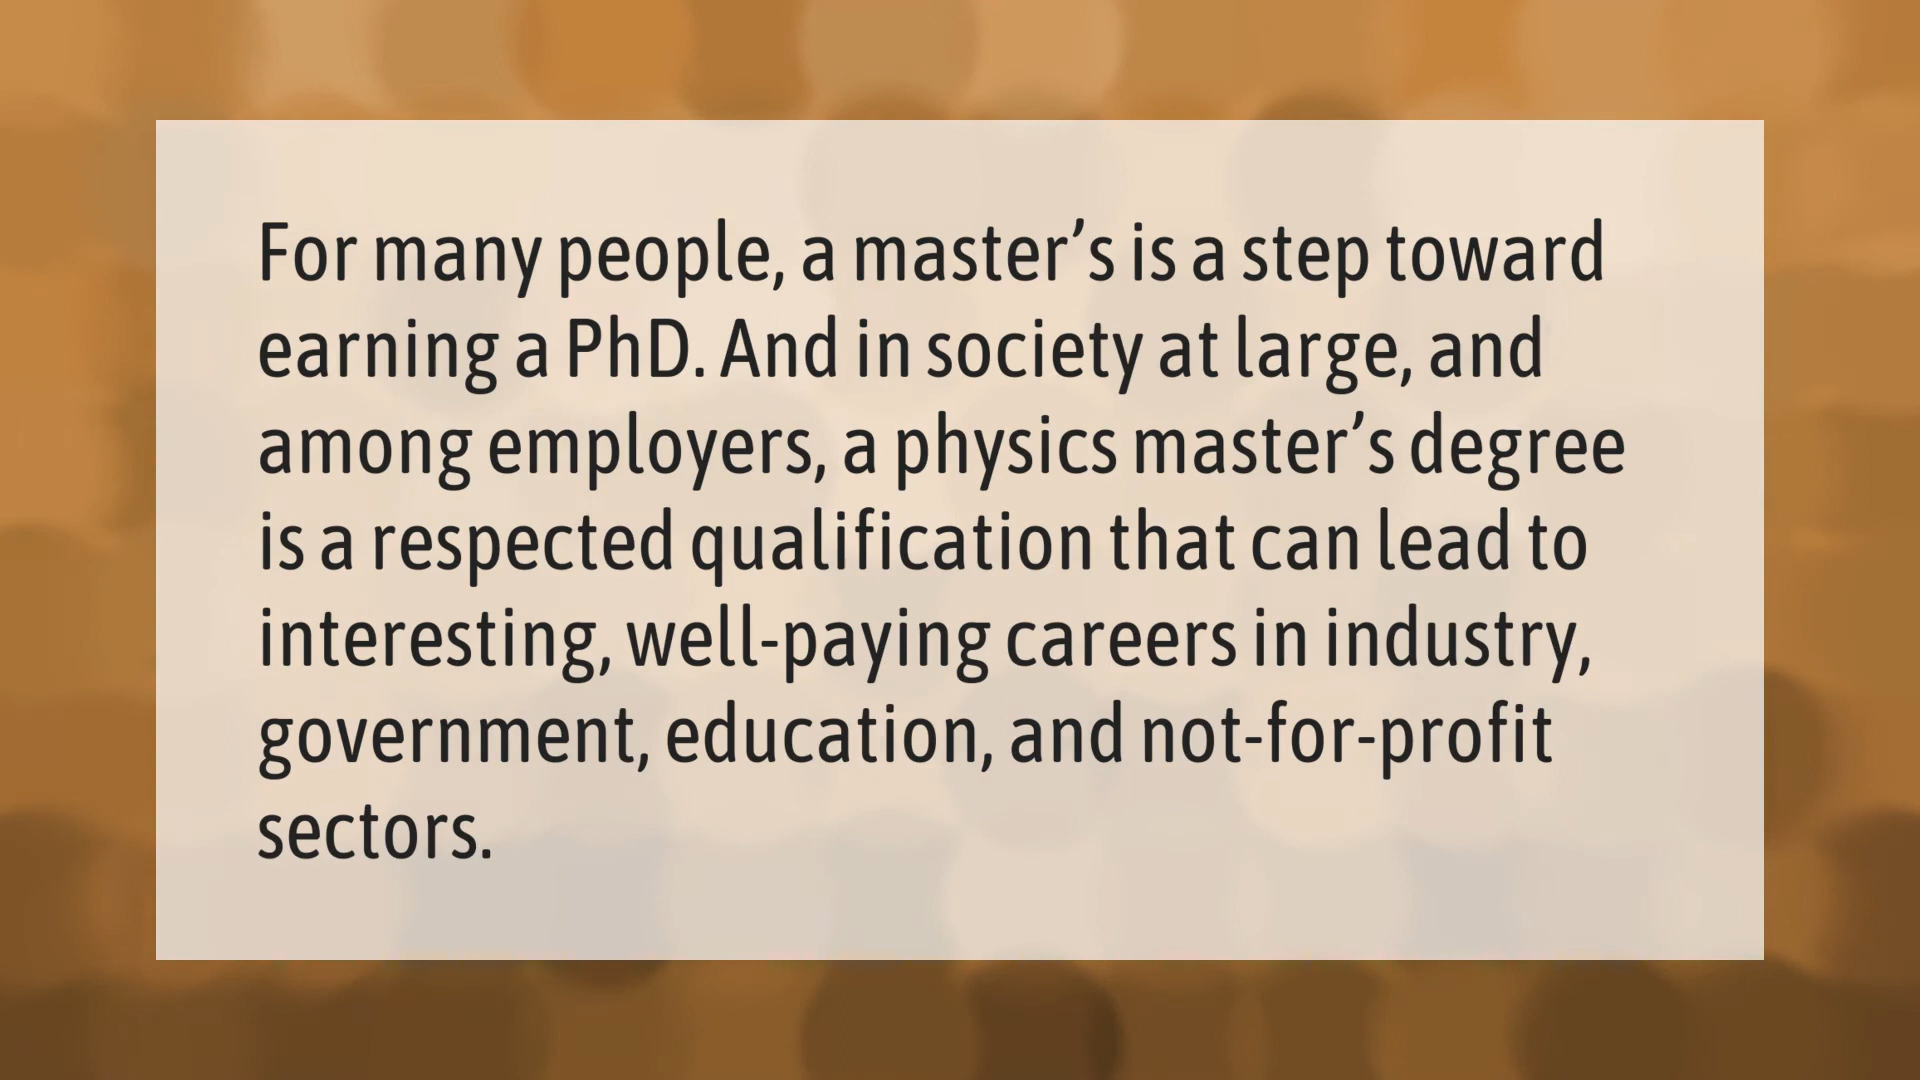 For many people, a master’s is a step toward
earning a PhD. And in society at large, and
among employers, a physics master’s degree
is a respected qualification that can lead to
interesting, well-paying careers in industry,
government, education, and not-for-profit
sectors.